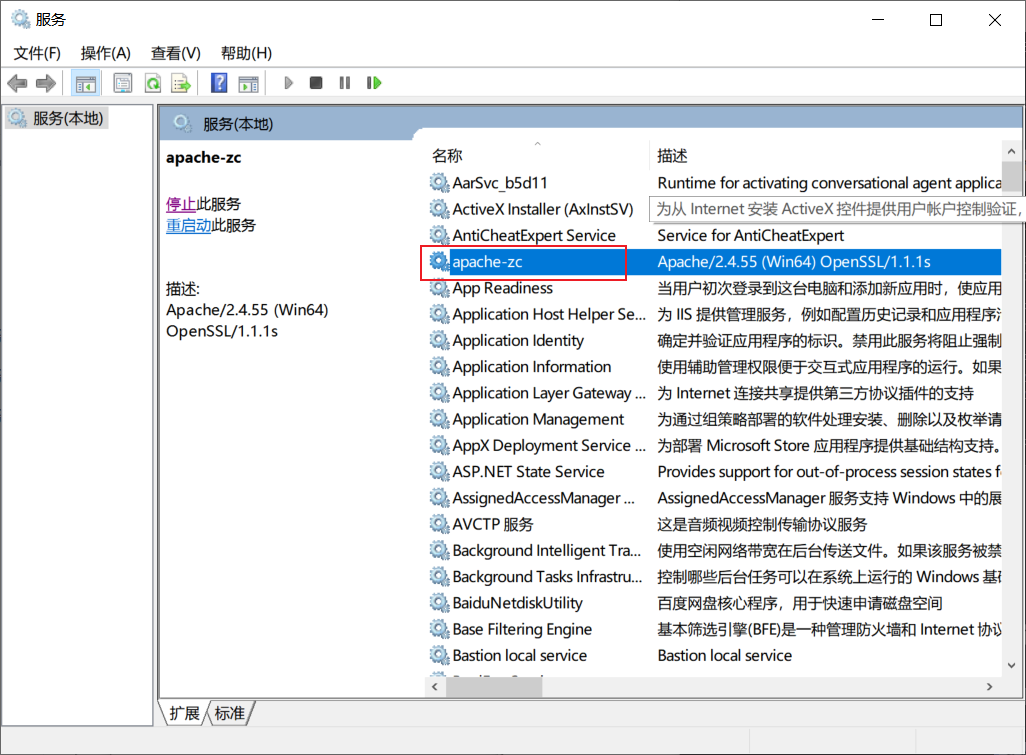 服务
文件(F) 操作(A) 查看(V) 帮助(H)
服务(本地)
服务(本地)
apache-zc
停止此服务
重启动此服务
描述:
Apache/2.4.55 (Win64)
OpenSSL/1.1.1s
名称 描述
AarSvc_b5d11 Runtime for activating conversational agent applica
ActiveX Installer (AxInstSV) 为从 Internet 安装 ActiveX 控件提供用户帐户控制验证，
AntiCheatExpert Service Service for AntiCheatExpert
apache-zc Apache/2.4.55 (Win64) OpenSSL/1.1.1s
App Readiness 当用户初次登录到这台电脑和添加新应用时，使应用
Application Host Helper Se... 为 IIS 提供管理服务，例如配置历史记录和应用程序
Application Identity 确定并验证应用程序的标识。禁用此服务将阻止强制
Application Information 使用辅助管理权限便于交互式应用程序的运行。如果
Application Layer Gateway ... 为 Internet 连接共享提供第三方协议插件的支持
Application Management 为通过组策略部署的软件处理安装、删除以及枚举请
AppX Deployment Service ... 为部署 Microsoft Store 应用程序提供基础结构支持。
ASP.NET State Service Provides support for out-of-process session states f
AssignedAccessManager ... AssignedAccessManager 服务支持 Windows 中的展
AVCTP 服务 这是音频视频控制传输协议服务
Background Intelligent Tra... 使用空闲网络带宽在后台传送文件。如果该服务被禁
Background Tasks Infrastru... 控制哪些后台任务可以在系统上运行的 Windows 基
BaiduNetdiskUtility 百度网盘核心程序，用于快速申请磁盘空间
Base Filtering Engine 基本筛选引擎(BFE)是一种管理防火墙和 Internet 协议
Bastion local service Bastion local service
扩展 标准